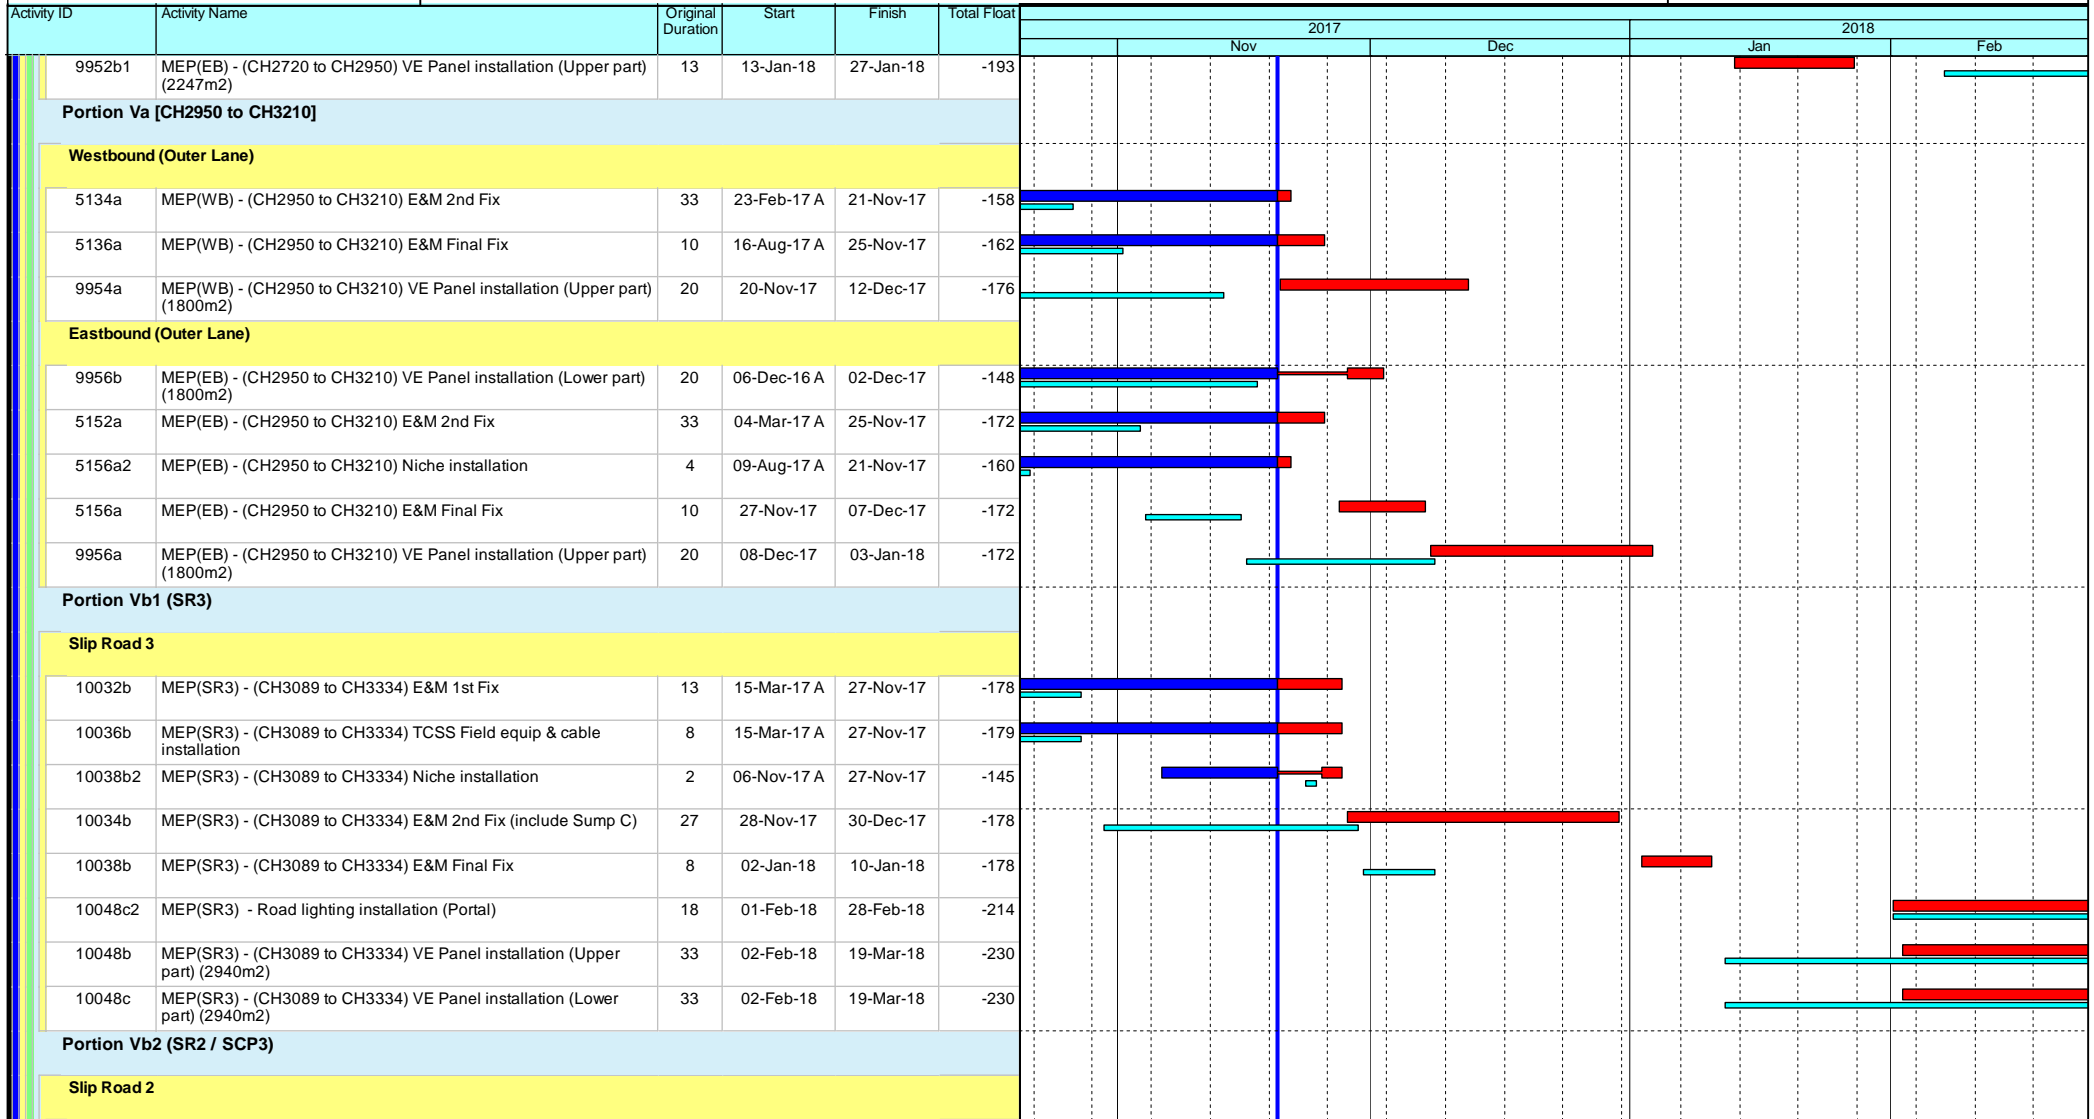 Activity ID Activity Name Original Duration Start Finish Total Float
2017 2018
Nov Dec Jan Feb
9952b1 MEP(EB) - (CH2720 to CH2950) VE Panel installation (Upper part) 13 13-Jan-18 27-Jan-18 -193
(2247m2)
Portion Va [CH2950 to CH3210]
Westbound (Outer Lane)
5134a MEP(WB) - (CH2950 to CH3210) E&M 2nd Fix 33 23-Feb-17 A 21-Nov-17 -158
5136a MEP(WB) - (CH2950 to CH3210) E&M Final Fix 10 16-Aug-17 A 25-Nov-17 -162
9954a MEP(WB) - (CH2950 to CH3210) VE Panel installation (Upper part) 20 20-Nov-17 12-Dec-17 -176
(1800m2)
Eastbound (Outer Lane)
9956b MEP(EB) - (CH2950 to CH3210) VE Panel installation (Lower part) 20 06-Dec-16 A 02-Dec-17 -148
(1800m2)
5152a MEP(EB) - (CH2950 to CH3210) E&M 2nd Fix 33 04-Mar-17 A 25-Nov-17 -172
5156a2 MEP(EB) - (CH2950 to CH3210) Niche installation 4 09-Aug-17 A 21-Nov-17 -160
5156a MEP(EB) - (CH2950 to CH3210) E&M Final Fix 10 27-Nov-17 07-Dec-17 -172
9956a MEP(EB) - (CH2950 to CH3210) VE Panel installation (Upper part) 20 08-Dec-17 03-Jan-18 -172
(1800m2)
Portion Vb1 (SR3)
Slip Road 3
10032b MEP(SR3) - (CH3089 to CH3334) E&M 1st Fix 13 15-Mar-17 A 27-Nov-17 -178
10036b MEP(SR3) - (CH3089 to CH3334) TCSS Field equip & cable 8 15-Mar-17 A 27-Nov-17 -179
installation
10038b2 MEP(SR3) - (CH3089 to CH3334) Niche installation 2 06-Nov-17 A 27-Nov-17 -145
10034b MEP(SR3) - (CH3089 to CH3334) E&M 2nd Fix (include Sump C) 27 28-Nov-17 30-Dec-17 -178
10038b MEP(SR3) - (CH3089 to CH3334) E&M Final Fix 8 02-Jan-18 10-Jan-18 -178
10048c2 MEP(SR3) - Road lighting installation (Portal) 18 01-Feb-18 28-Feb-18 -214
10048b MEP(SR3) - (CH3089 to CH3334) VE Panel installation (Upper 33 02-Feb-18 19-Mar-18 -230
part) (2940m2)
10048c MEP(SR3) - (CH3089 to CH3334) VE Panel installation (Lower 33 02-Feb-18 19-Mar-18 -230
part) (2940m2)
Portion Vb2 (SR2 / SCP3)
Slip Road 2